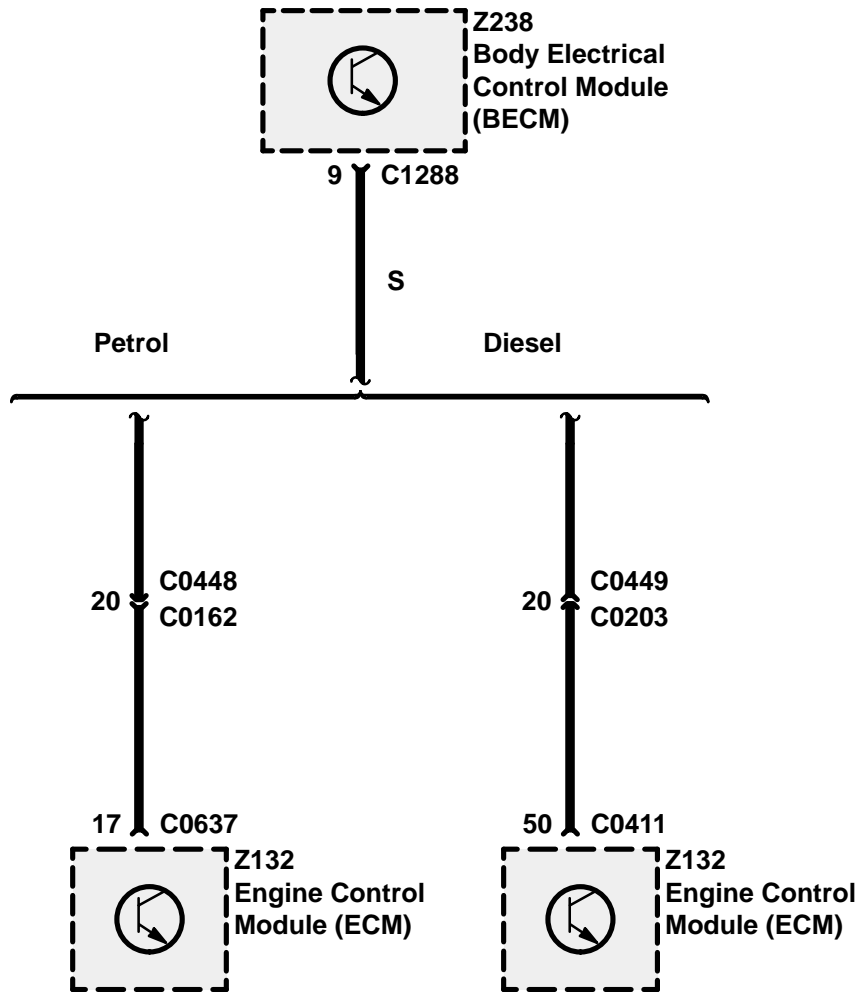 Z238
Body Electrical
Control Module
(BECM)
9 C1288
S
Petrol Diesel
20 C0448
C0162
20 C0449
C0203
17 C0637
50 C0411
Z132
Engine Control
Module (ECM)
Z132
Engine Control
Module (ECM)